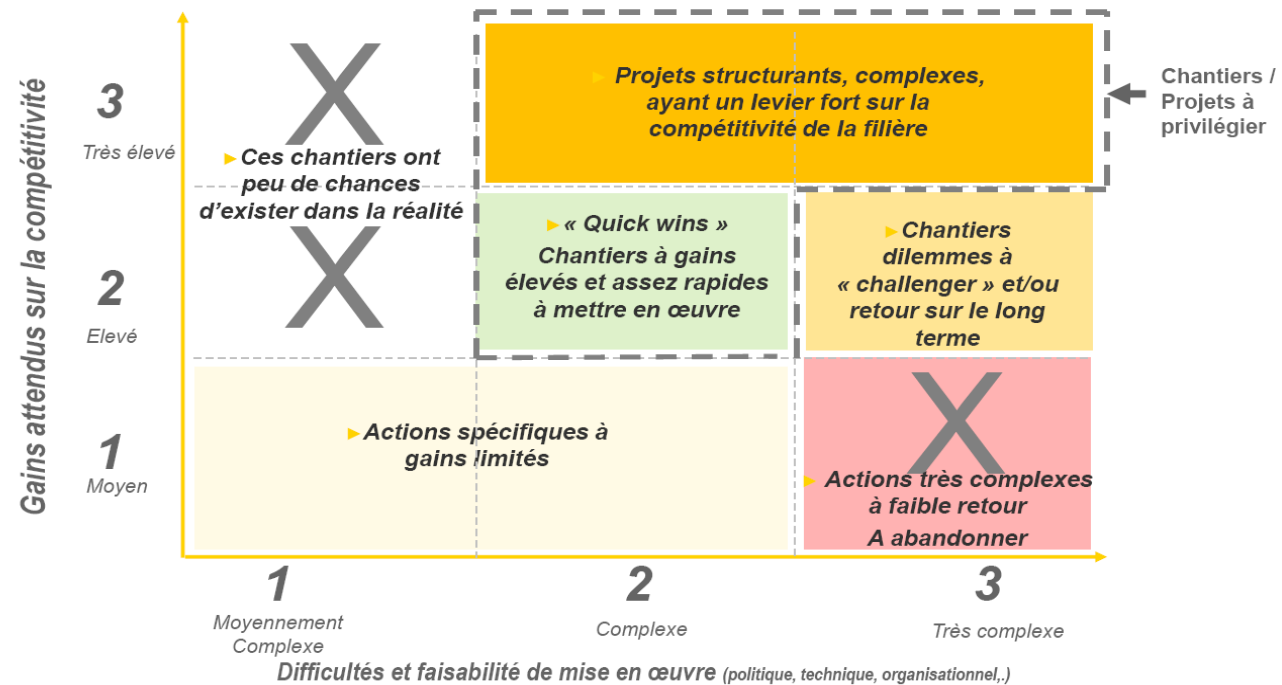 Gains attendus sur la compétitivité
3
Très élevé
2
Elevé
1
Moyen
X
► Ces chantiers ont
peu de chances
d'exister dans la réalité
X
► Projets structurants, complexes,
ayant un levier fort sur la
compétitivité de la filière
Chantiers /
Projets à
privilégier
► « Quick wins »
Chantiers à gains
élevés et assez rapides
à mettre en œuvre
► Chantiers
dilemmes à
« challenger » et/ou
retour sur le long
terme
► Actions spécifiques à
gains limités
X
► Actions très complexes
à faible retour
A abandonner
1
Moyennement
Complexe
2
Complexe
3
Très complexe
Difficultés et faisabilité de mise en œuvre (politique, technique, organisationnel,.)